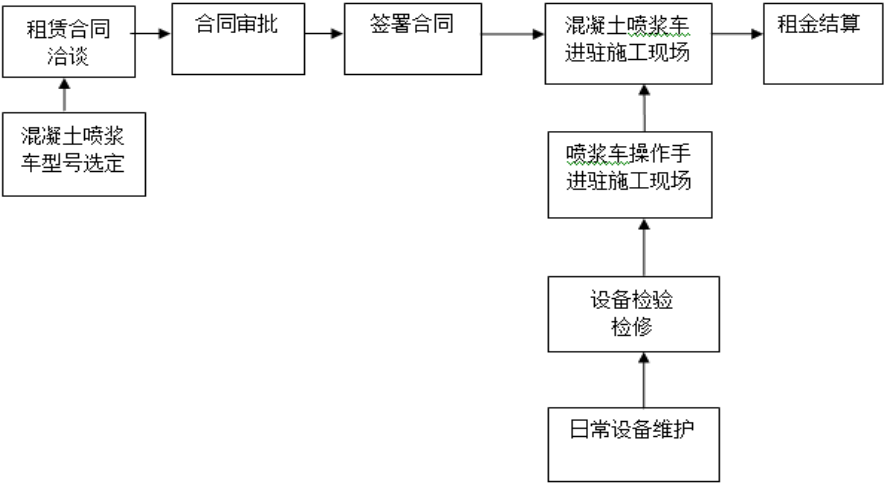 租赁合同
洽谈
合同审批
签署合同
混凝土喷浆车
进驻施工现场
租金结算
混凝土喷浆
车型号选定
喷浆车操作手
进驻施工现场
设备检验
检修
日常设备维护